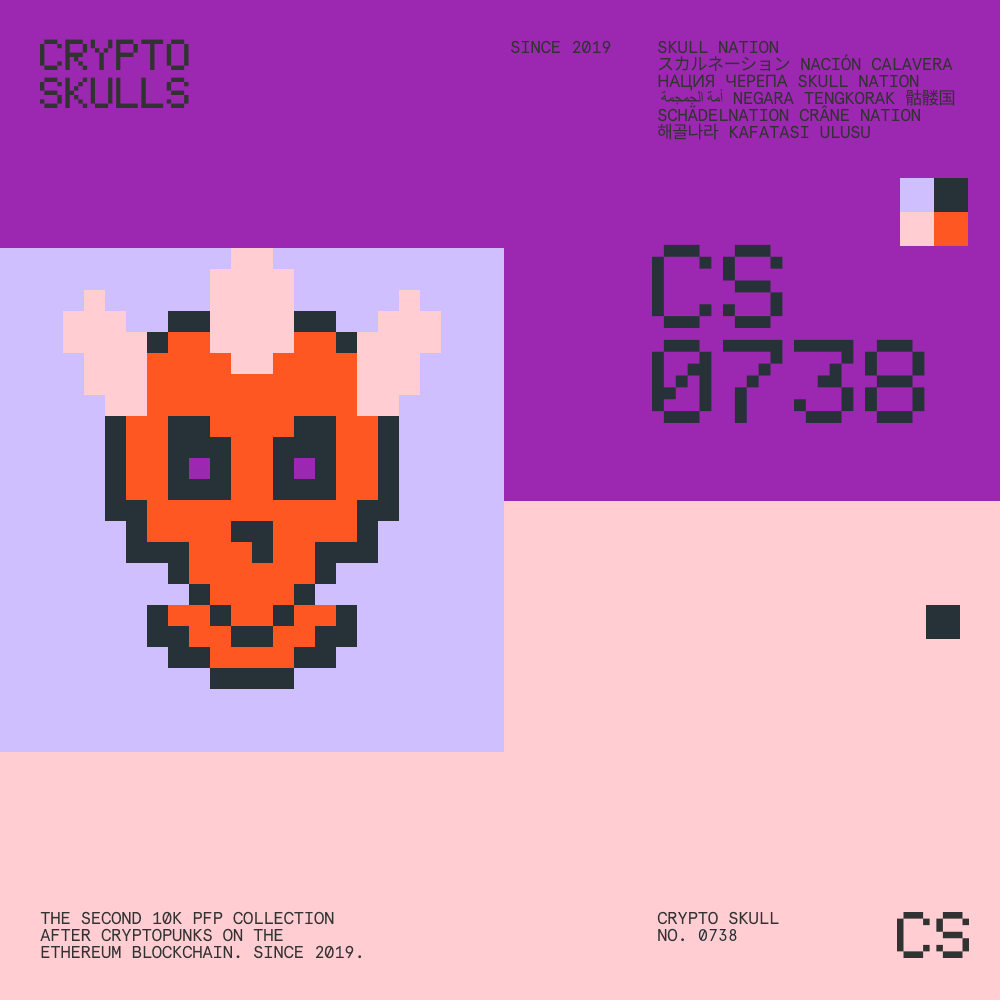 CRYPTO
SKULLS
SINCE 2019
SKULL NATION
スカルネーション NACIÓN CALAVERA
НАЦИЯ ЧЕРЕПА SKULL NATION
أمة الجمجمة NEGARA TENGKORAK 骷髅国
SCHÄDELNATION CRÂNE NATION
해골나라 KAFATASI ULUSU
CS
0738
THE SECOND 10K PFP COLLECTION
AFTER CRYPTOPUNKS ON THE
ETHEREUM BLOCKCHAIN. SINCE 2019.
CRYPTO SKULL
NO. 0738
CS